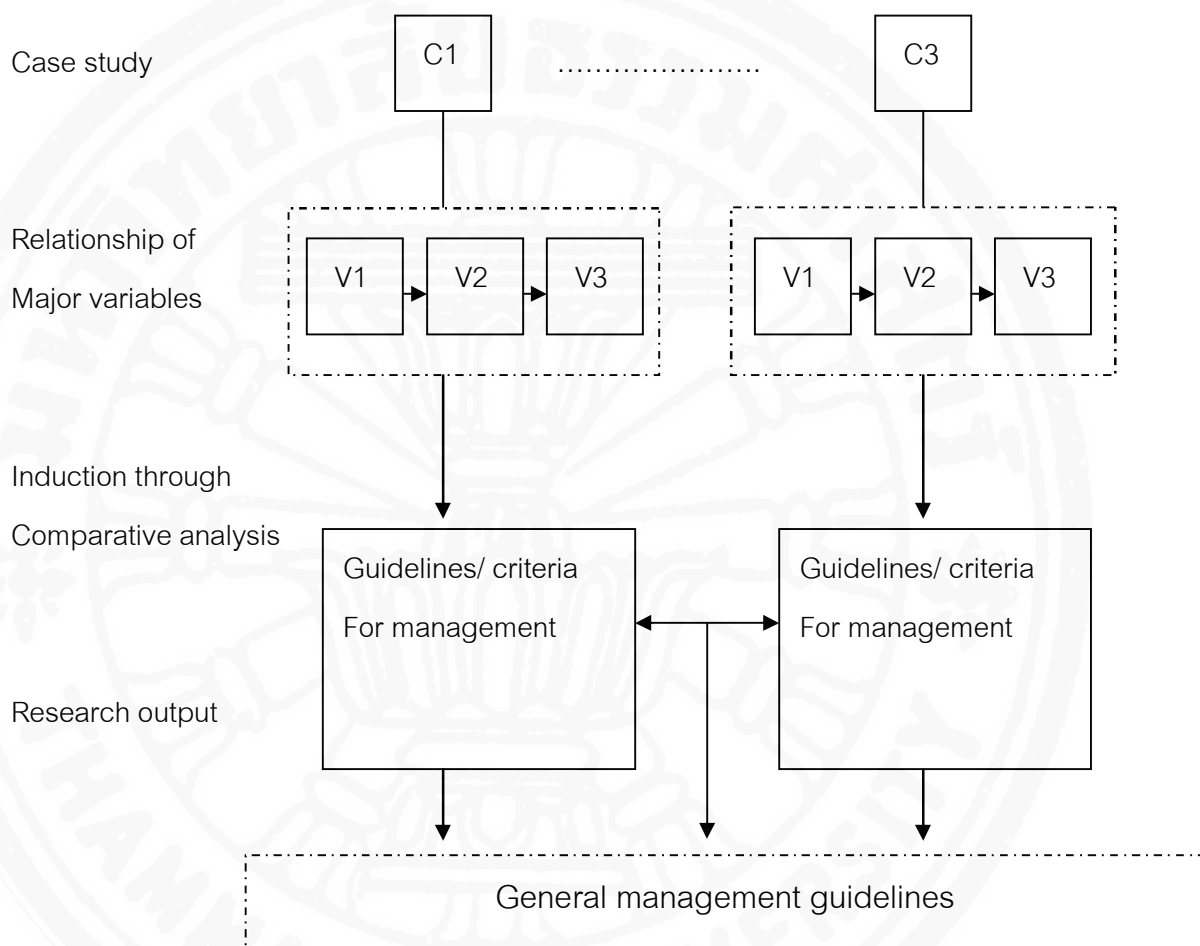 Case study
C1
.......................
C3
Relationship of
Major variables
V1
V2
V3
V1
V2
V3
Induction through
Comparative analysis
Guidelines/ criteria
For management
Guidelines/ criteria
For management
Research output
General management guidelines